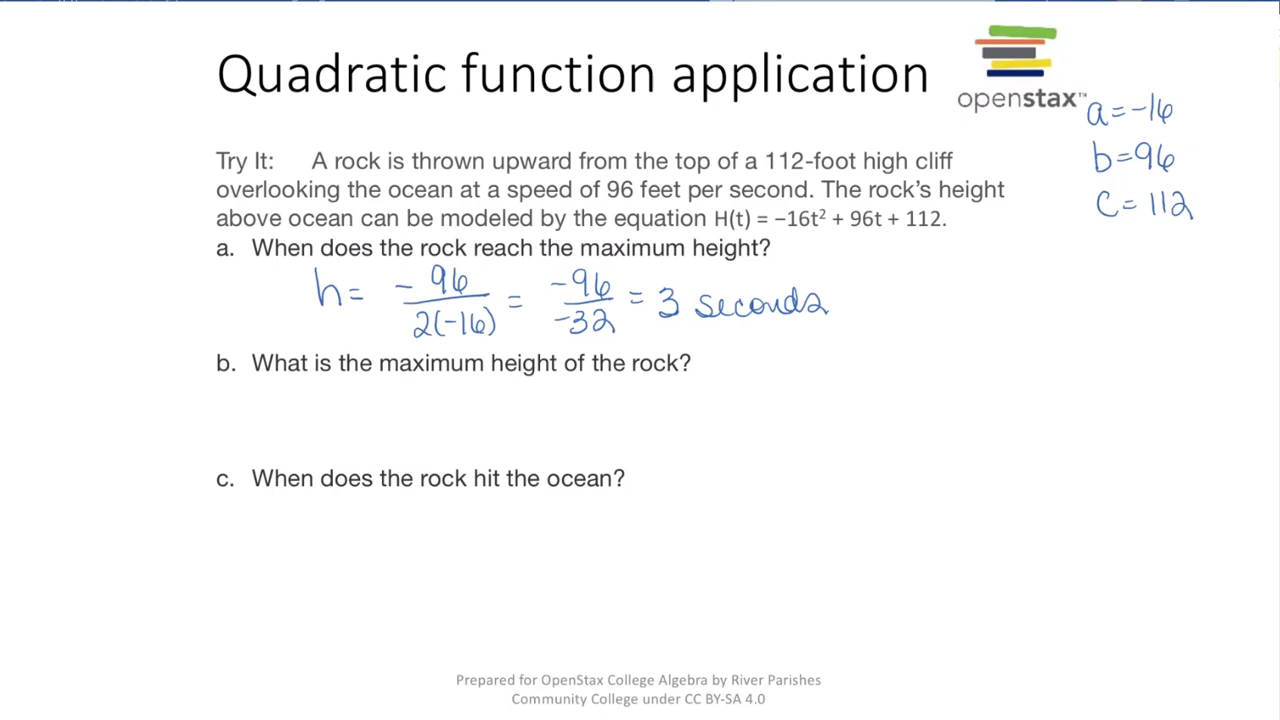 Quadratic function application
openstax™
a = -16
b = 96
c = 112
Try It: A rock is thrown upward from the top of a 112-foot high cliff
overlooking the ocean at a speed of 96 feet per second. The rock’s height
above ocean can be modeled by the equation H(t) = −16t² + 96t + 112.
a. When does the rock reach the maximum height?
h = - 96 / 2(-16) = -96 / -32 = 3 seconds
b. What is the maximum height of the rock?
c. When does the rock hit the ocean?
Prepared for OpenStax College Algebra by River Parishes
Community College under CC BY-SA 4.0